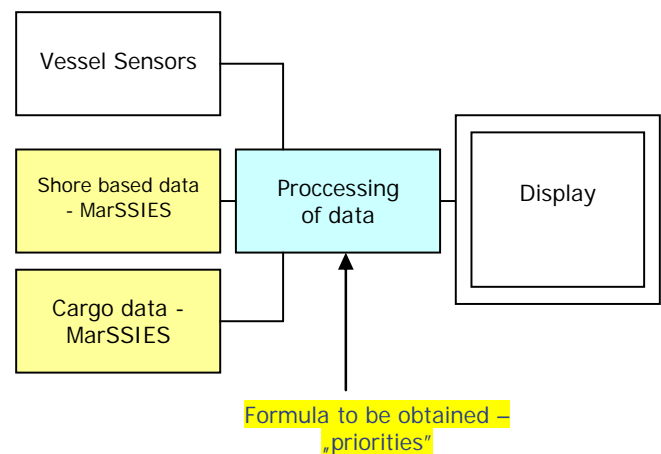 Vessel Sensors
Shore based data
- MarSSIES
Cargo data -
MarSSIES
Proccessing
of data
Display
Formula to be obtained –
„priorities”